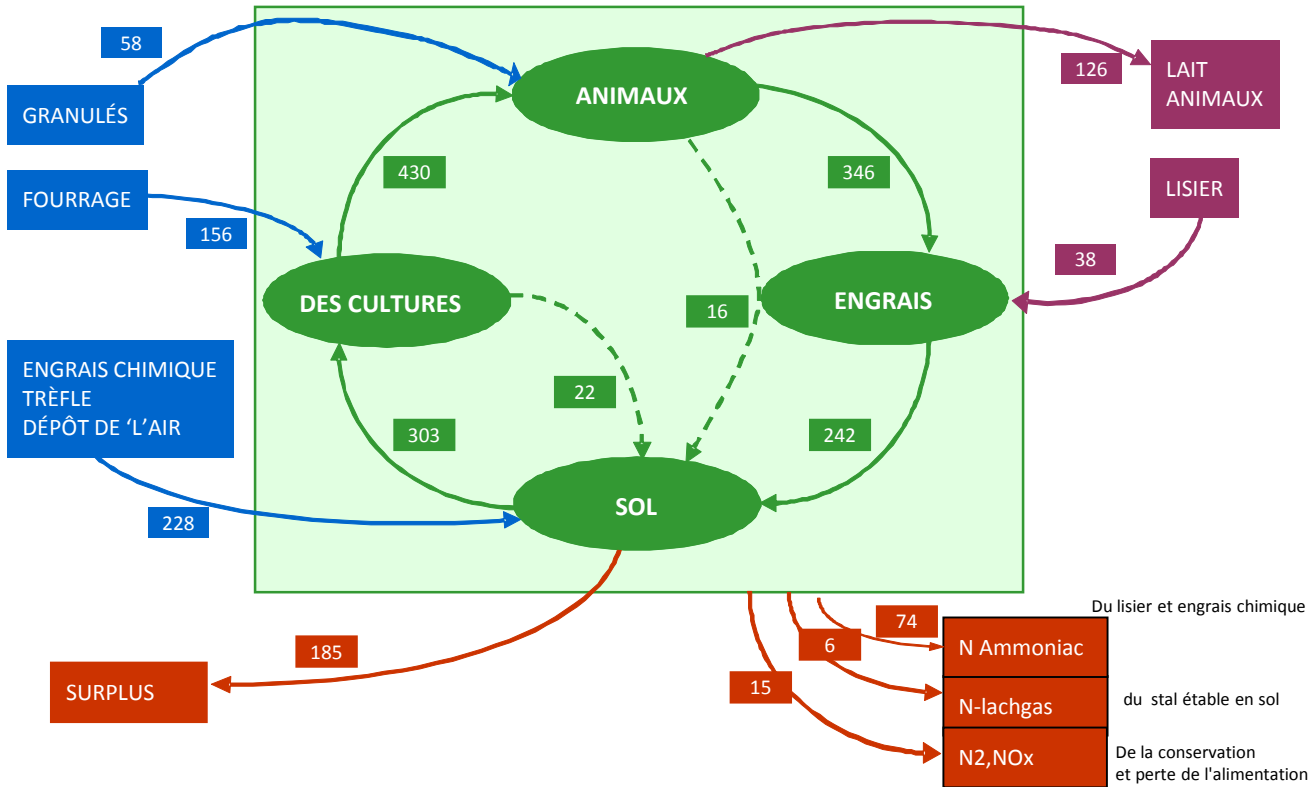 58
GRANULÉS
ANIMAUX
126
LAIT
ANIMAUX
430
346
FOURRAGE
LISIER
156
38
DES CULTURES
16
ENGRAIS
ENGRAIS CHIMIQUE
TRÈFLE
DÉPÔT DE ‘L’AIR
22
303
242
SOL
228
Du lisier et engrais chimique
74
N Ammoniac
185
6
SURPLUS
15
N-lachgas
du stal étable en sol
N2,NOx
De la conservation
et perte de l'alimentation